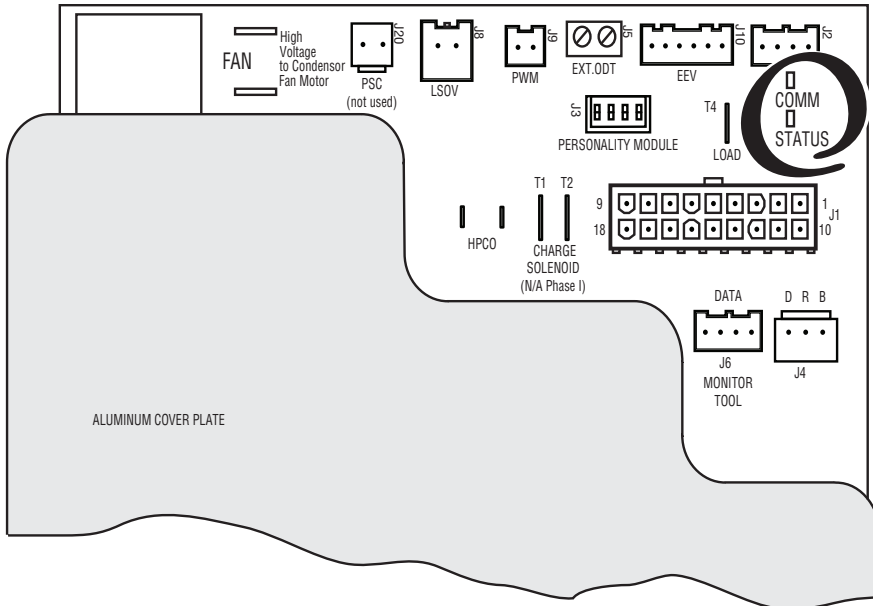 FAN
High
Voltage
to Condensor
Fan Motor
J20
PSC
(not used)
J8
LSOV
J9
PWM
J5
EXT.ODT
J10
EEV
J2
COMM
STATUS
J3
PERSONALITY MODULE
T4
LOAD
HPCO
T1 T2
CHARGE
SOLENOID
(N/A Phase I)
9 1
J1
18 10
DATA
J6
MONITOR
TOOL
D R B
J4
ALUMINUM COVER PLATE